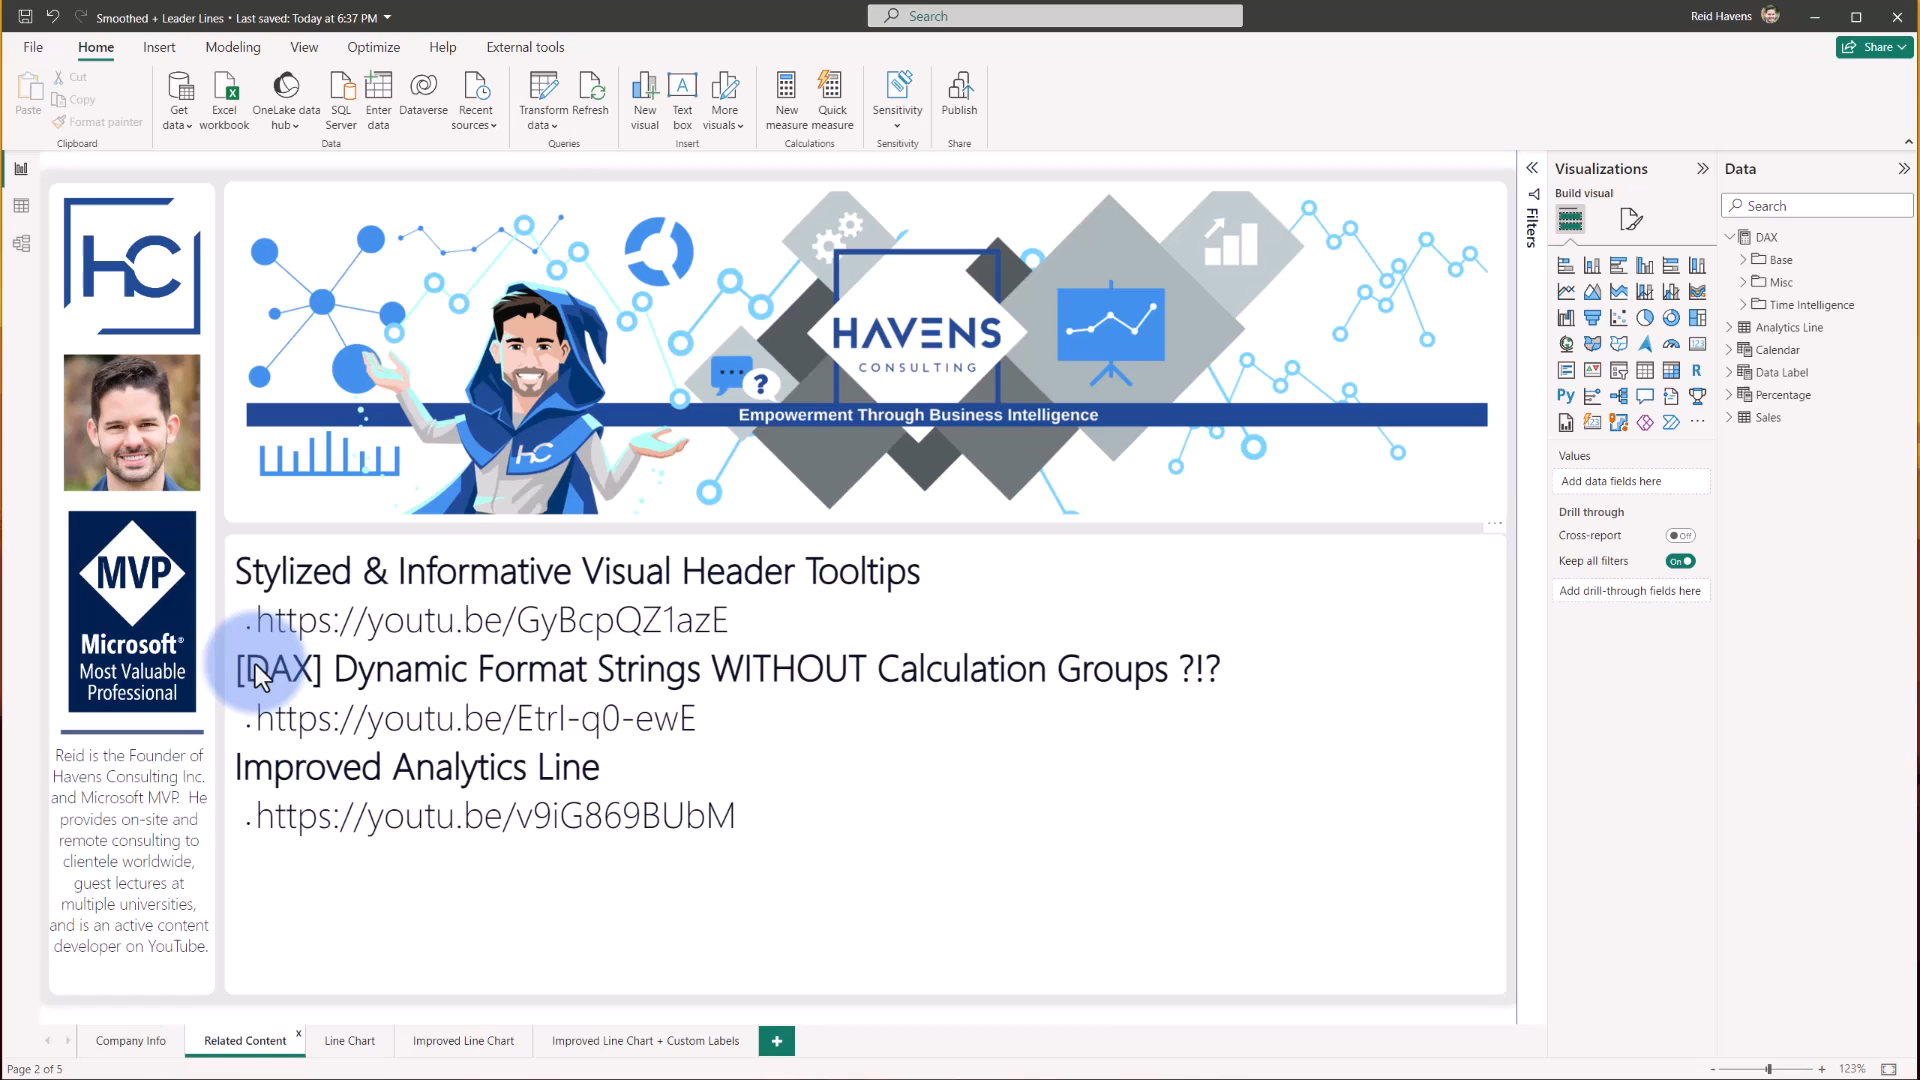 Smoothed + Leader Lines • Last saved: Today at 6:37 PM
Search
Reid Havens
File
Home
Insert
Modeling
View
Optimize
Help
External tools
Share
Paste
Cut
Copy
Format painter
Clipboard
Get data
Excel workbook
OneLake data hub
SQL Server
Enter data
Dataverse
Recent sources
Data
Transform data
Refresh
Queries
New visual
Text box
More visuals
Insert
New measure
Quick measure
Calculations
Sensitivity
Sensitivity
Publish
Share
HC
MVP
Microsoft®
Most Valuable
Professional
Reid is the Founder of
Havens Consulting Inc.
and Microsoft MVP. He
provides on-site and
remote consulting to
clientele worldwide,
guest lectures at
multiple universities,
and is an active content
developer on YouTube.
HC
?
HAVENS
CONSULTING
Empowerment Through Business Intelligence
Stylized & Informative Visual Header Tooltips
· https://youtu.be/GyBcpQZ1azE
[DAX] Dynamic Format Strings WITHOUT Calculation Groups ?!?
· https://youtu.be/EtrI-q0-ewE
Improved Analytics Line
· https://youtu.be/v9iG869BUbM
Filters
Visualizations
Build visual
123
R
Py
Values
Add data fields here
Drill through
Cross-report
Off
Keep all filters
On
Add drill-through fields here
Data
Search
DAX
Base
Misc
Time Intelligence
Analytics Line
Calendar
Data Label
Percentage
Sales
Company Info
Related Content
x
Line Chart
Improved Line Chart
Improved Line Chart + Custom Labels
+
Page 2 of 5
- + 123%